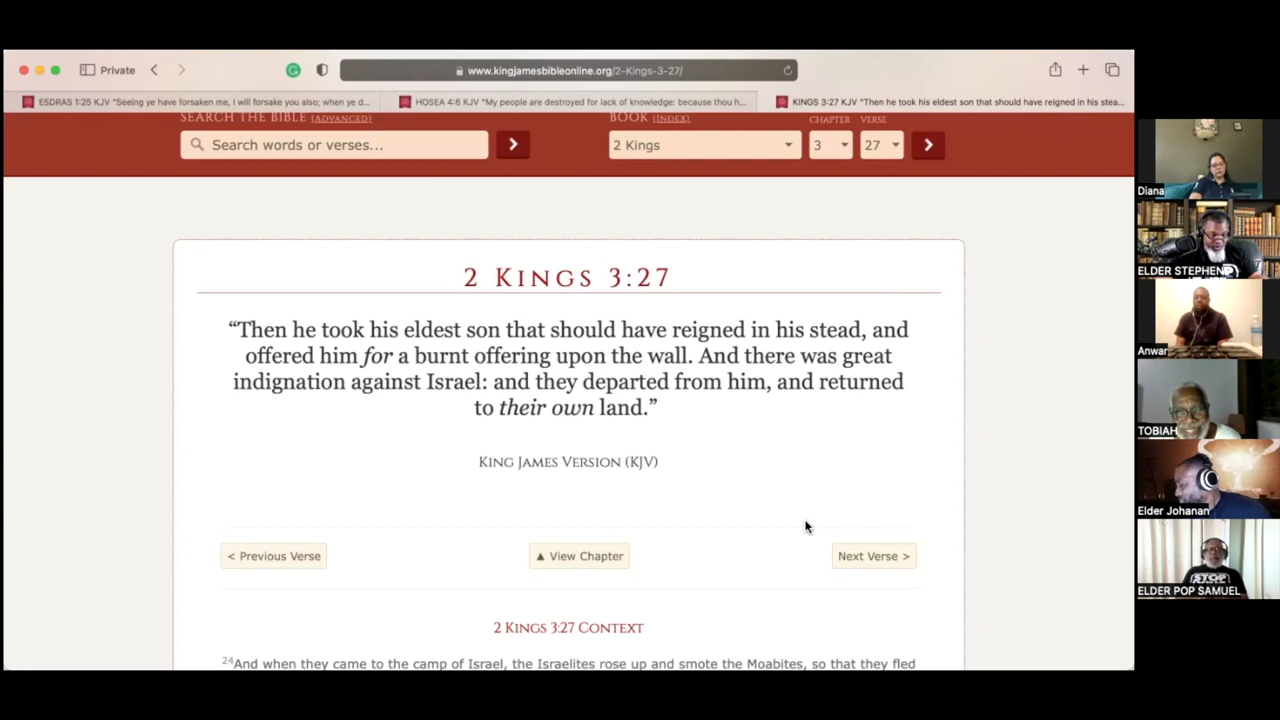 Private
www.kingjamesbibleonline.org/2-Kings-3-27/
ESDRAS 1:25 KJV "Seeing ye have forsaken me, I will forsake you also; when ye d...
HOSEA 4:6 KJV "My people are destroyed for lack of knowledge: because thou h...
KINGS 3:27 KJV "Then he took his eldest son that should have reigned in his stea...
SEARCH THE BIBLE (ADVANCED)
BOOK (INDEX)
CHAPTER
VERSE
Search words or verses...
2 Kings
3
27
2 KINGS 3:27
“Then he took his eldest son that should have reigned in his stead, and
offered him for a burnt offering upon the wall. And there was great
indignation against Israel: and they departed from him, and returned
to their own land.”
KING JAMES VERSION (KJV)
< Previous Verse
▲ View Chapter
Next Verse >
2 KINGS 3:27 CONTEXT
24And when they came to the camp of Israel, the Israelites rose up and smote the Moabites, so that they fled
Diana
ELDER STEPHEN
Anwar
TOBIAH
Elder Johanan
STOP
ELDER POP SAMUEL